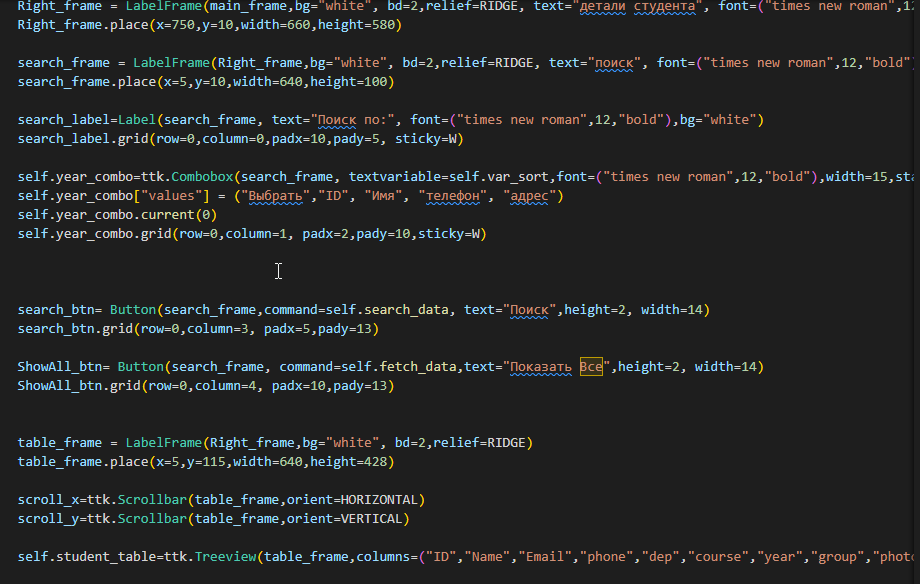 Right_frame = LabelFrame(main_frame,bg="white", bd=2,relief=RIDGE, text="детали студента", font=("times new roman",12
Right_frame.place(x=750,y=10,width=660,height=580)
search_frame = LabelFrame(Right_frame,bg="white", bd=2,relief=RIDGE, text="поиск", font=("times new roman",12,"bold")
search_frame.place(x=5,y=10,width=640,height=100)
search_label=Label(search_frame, text="Поиск по:", font=("times new roman",12,"bold"),bg="white")
search_label.grid(row=0,column=0,padx=10,pady=5, sticky=W)
self.year_combo=ttk.Combobox(search_frame, textvariable=self.var_sort,font=("times new roman",12,"bold"),width=15,sta
self.year_combo["values"] = ("Выбрать","ID", "Имя", "телефон", "адрес")
self.year_combo.current(0)
self.year_combo.grid(row=0,column=1, padx=2,pady=10,sticky=W)
search_btn= Button(search_frame,command=self.search_data, text="Поиск",height=2, width=14)
search_btn.grid(row=0,column=3, padx=5,pady=13)
ShowAll_btn= Button(search_frame, command=self.fetch_data,text="Показать Все",height=2, width=14)
ShowAll_btn.grid(row=0,column=4, padx=10,pady=13)
table_frame = LabelFrame(Right_frame,bg="white", bd=2,relief=RIDGE)
table_frame.place(x=5,y=115,width=640,height=428)
scroll_x=ttk.Scrollbar(table_frame,orient=HORIZONTAL)
scroll_y=ttk.Scrollbar(table_frame,orient=VERTICAL)
self.student_table=ttk.Treeview(table_frame,columns=("ID","Name","Email","phone","dep","course","year","group","photo